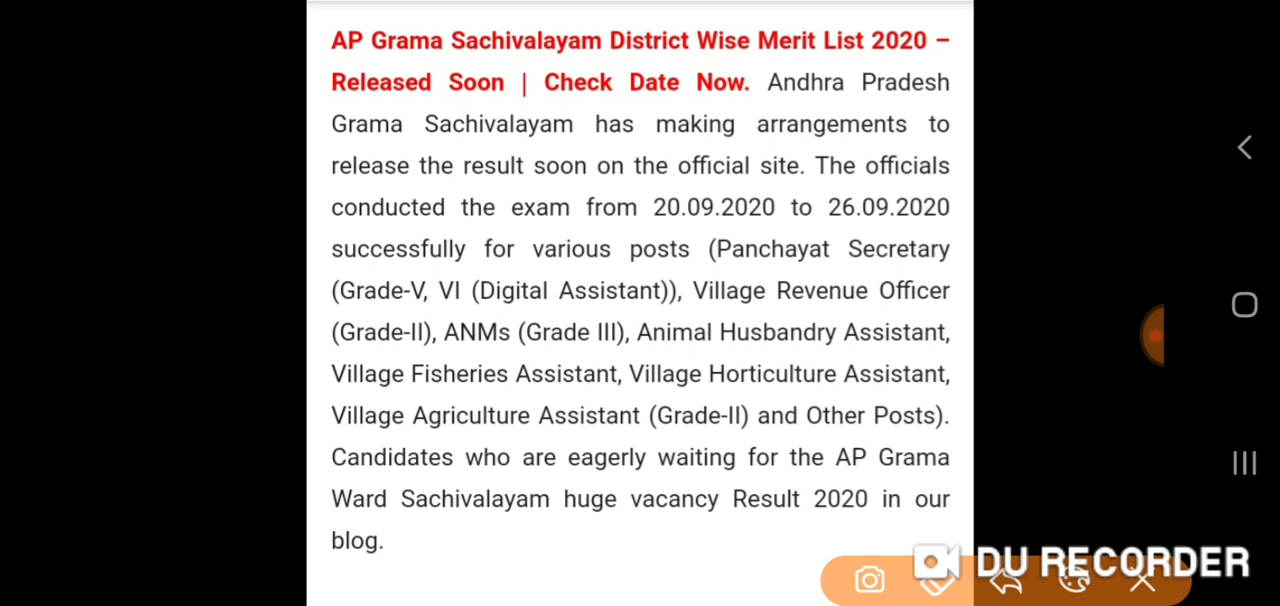 AP Grama Sachivalayam District Wise Merit List 2020 –
Released Soon | Check Date Now. Andhra Pradesh
Grama Sachivalayam has making arrangements to
release the result soon on the official site. The officials
conducted the exam from 20.09.2020 to 26.09.2020
successfully for various posts (Panchayat Secretary
(Grade-V, VI (Digital Assistant)), Village Revenue Officer
(Grade-II), ANMs (Grade III), Animal Husbandry Assistant,
Village Fisheries Assistant, Village Horticulture Assistant,
Village Agriculture Assistant (Grade-II) and Other Posts).
Candidates who are eagerly waiting for the AP Grama
Ward Sachivalayam huge vacancy Result 2020 in our
blog.
DU RECORDER